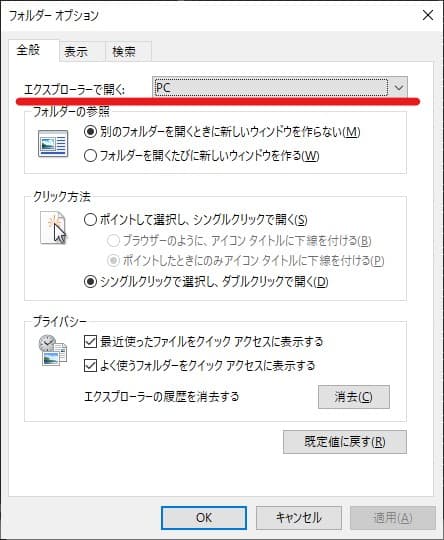 フォルダー オプション
全般 表示 検索
エクスプローラーで開く: PC
フォルダーの参照
別のフォルダーを開くときに新しいウィンドウを作らない(M)
フォルダーを開くたびに新しいウィンドウを作る(W)
クリック方法
ポイントして選択し、シングルクリックで開く(S)
ブラウザーのように、アイコン タイトルに下線を付ける(B)
ポイントしたときにのみアイコン タイトルに下線を付ける(P)
シングルクリックで選択し、ダブルクリックで開く(D)
プライバシー
最近使ったファイルをクイック アクセスに表示する
よく使うフォルダーをクイック アクセスに表示する
エクスプローラーの履歴を消去する 消去(C)
既定値に戻す(R)
OK キャンセル 適用(A)